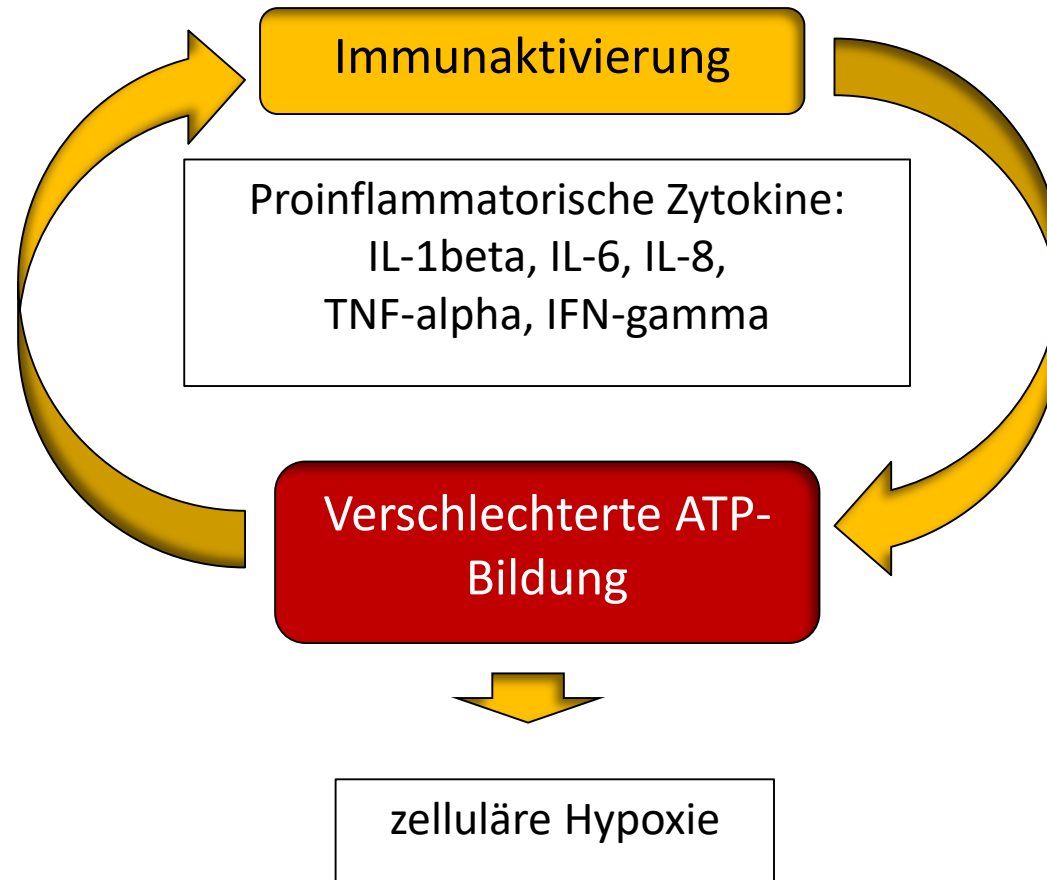 Immunaktivierung
Proinflammatorische Zytokine:
IL-1beta, IL-6, IL-8,
TNF-alpha, IFN-gamma
Verschlechterte ATP-
Bildung
zelluläre Hypoxie